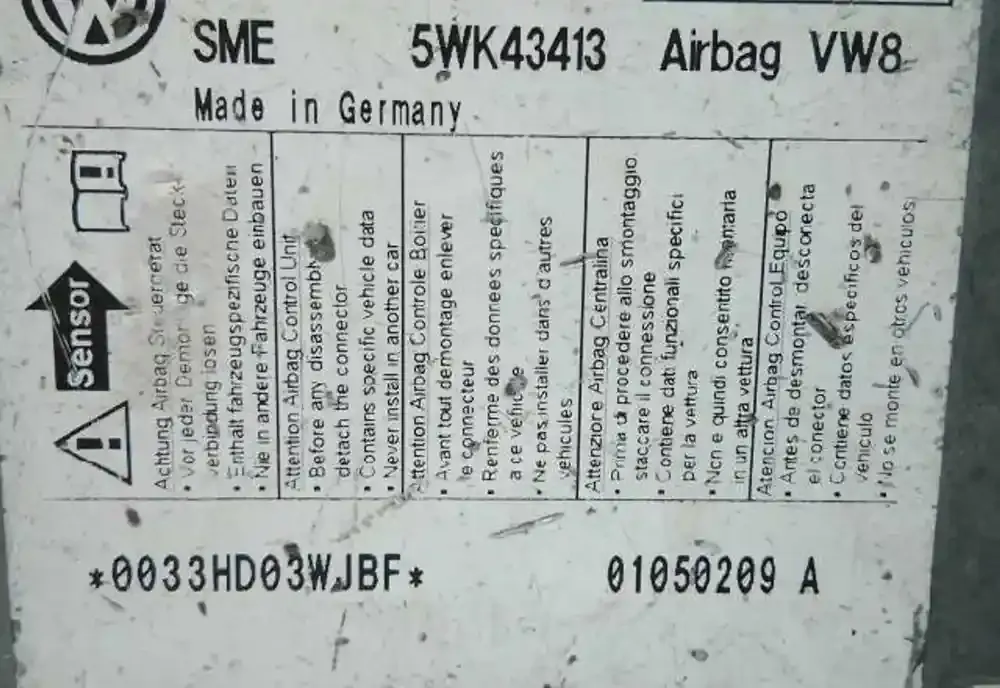 SME 5WK43413 Airbag VW8
Made in Germany
Sensor
Achtung Airbag Steuergerät
• Vor jeder Demontage die Steck-
verbindung lösen
• Enthält fahrzeugspezifische Daten
• Nie in andere Fahrzeuge einbauen
Attention Airbag Control Unit
• Before any disassembly
detach the connector
• Contains specific vehicle data
• Never install in another car
Attention Airbag Controle Boitier
• Avant tout demontage enlever
le connecteur
• Renferme des donnees specifiques
a ce vehicule
• Ne pas installer dans d'autres
vehicules
Attenzione Airbag Centralina
• Prima di procedere allo smontaggio
staccare il connessione
• Contiene dati funzionali specifici
per la vettura
• Non e quindi consentito montaria
in un altra vettura
Atencion Airbag Control Equipo
• Antes de desmontar desconecta
el conector
• Contiene datos especificos del
vehiculo
• No se monte en otros vehiculos
*0033HD03WJBF* 01050209 A